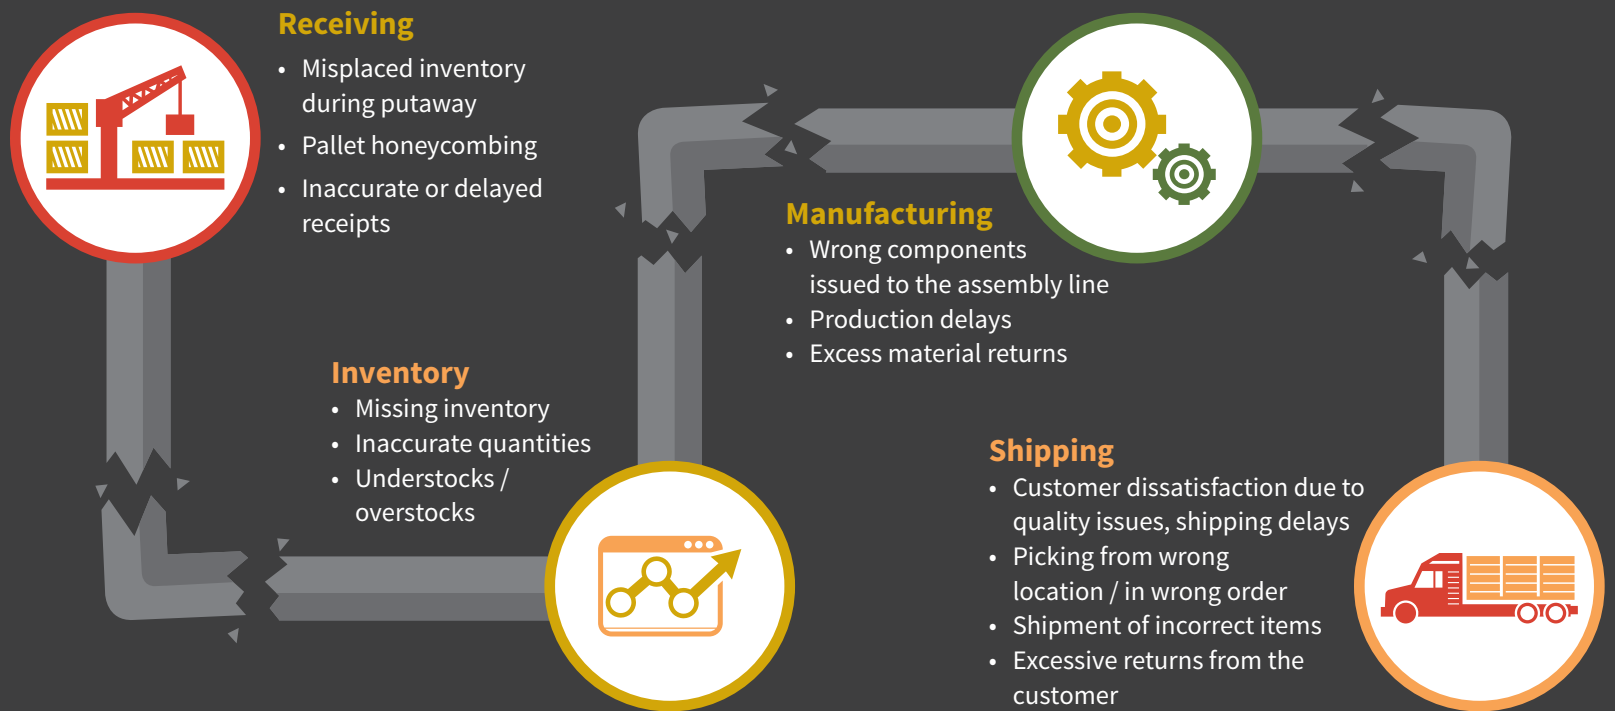 Receiving
• Misplaced inventory
during putaway
• Pallet honeycombing
• Inaccurate or delayed
receipts
Inventory
• Missing inventory
• Inaccurate quantities
• Understocks /
overstocks
Manufacturing
• Wrong components
issued to the assembly line
• Production delays
• Excess material returns
Shipping
• Customer dissatisfaction due to
quality issues, shipping delays
• Picking from wrong
location / in wrong order
• Shipment of incorrect items
• Excessive returns from the
customer